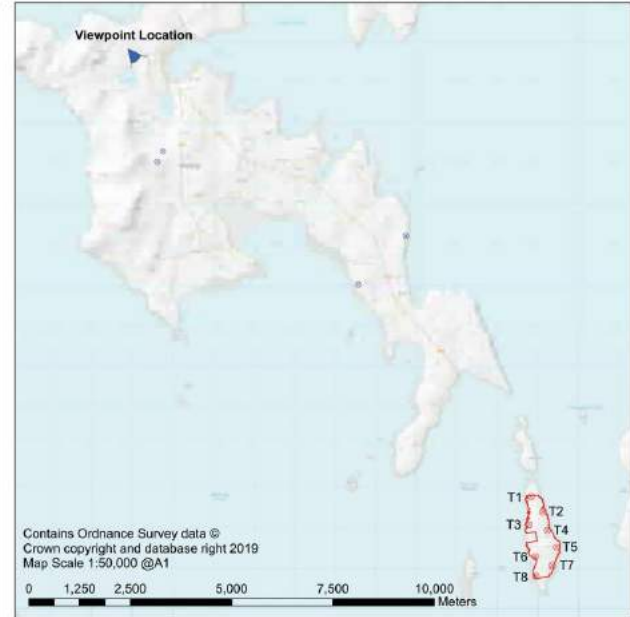 Viewpoint Location
T1
T2
T3
T4
T5
T6
T7
T8
Contains Ordnance Survey data ©
Crown copyright and database right 2019
Map Scale 1:50,000 @A1
0 1,250 2,500 5,000 7,500 10,000
Meters